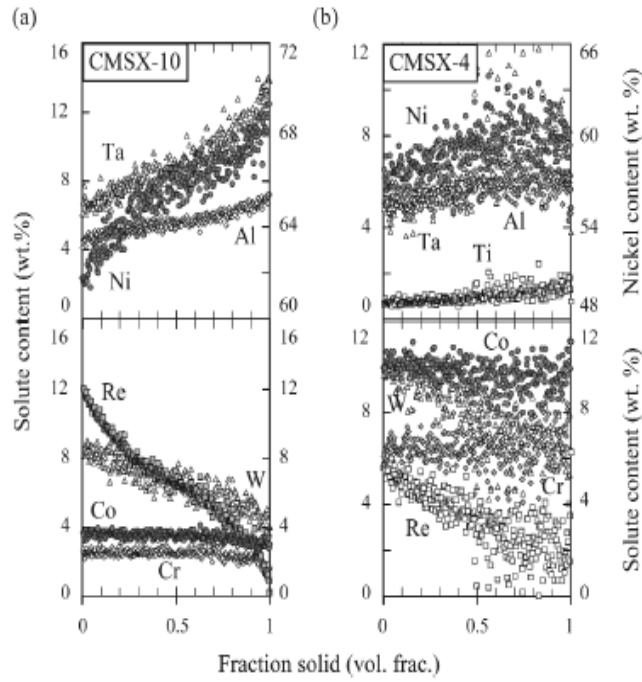 (a)
(b)
16
72
CMSX-10
12
68
Ta
8
64
4
Al
Ni
0
60
12
66
CMSX-4
Ni
8
60
4
54
Ta
Al
Ti
0
48
Solute content (wt.%)
Nickel content (wt. %)
16
16
Re
12
12
8
8
W
Co
4
4
Cr
0
0
0
0.5
1
12
12
Co
W
8
8
4
4
Cr
Re
0
0
0
0.5
1
Solute content (wt. %)
Fraction solid (vol. frac.)